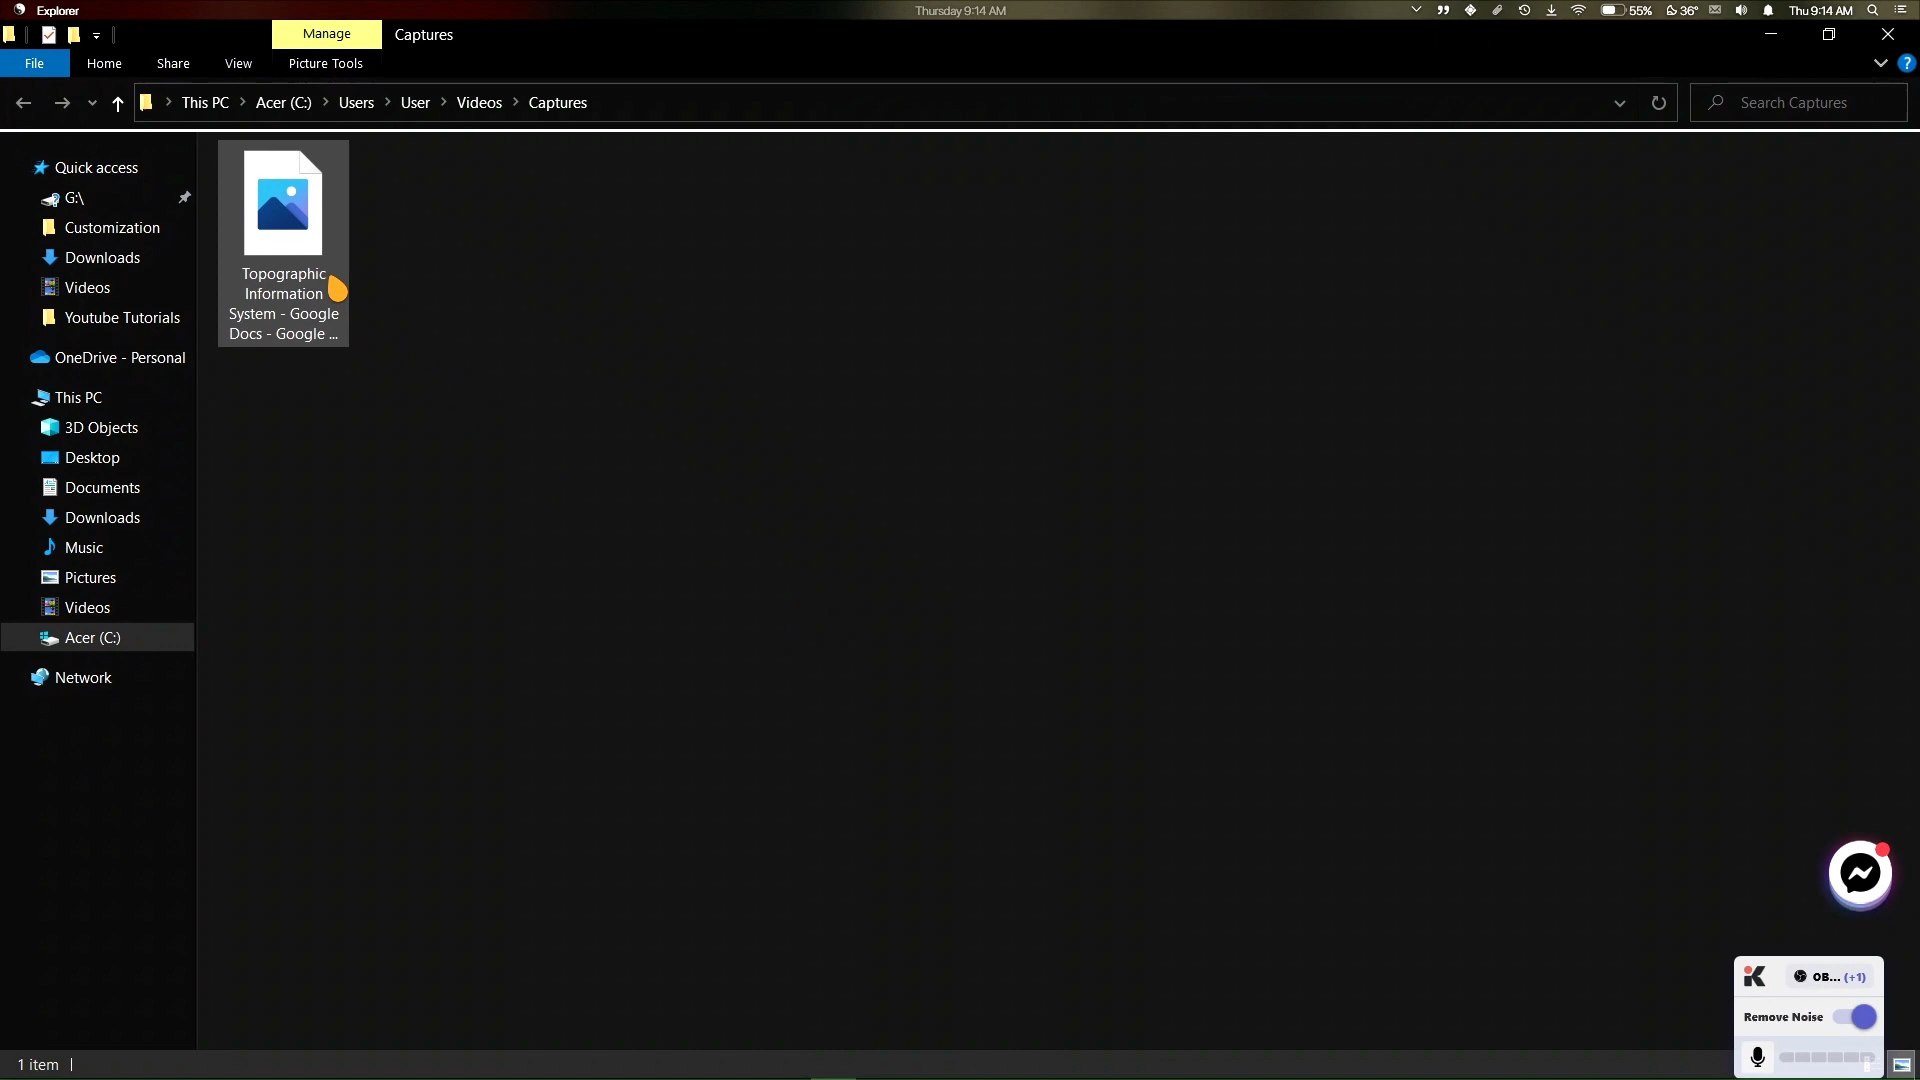 Explorer
Thursday 9:14 AM
55%
36°
Thu 9:14 AM
Manage
Captures
File
Home
Share
View
Picture Tools
This PC
Acer (C:)
Users
User
Videos
Captures
Search Captures
Quick access
G:\
Customization
Downloads
Videos
Youtube Tutorials
OneDrive - Personal
This PC
3D Objects
Desktop
Documents
Downloads
Music
Pictures
Videos
Acer (C:)
Network
Topographic
Information
System - Google
Docs - Google ...
OB... (+1)
Remove Noise
1 item